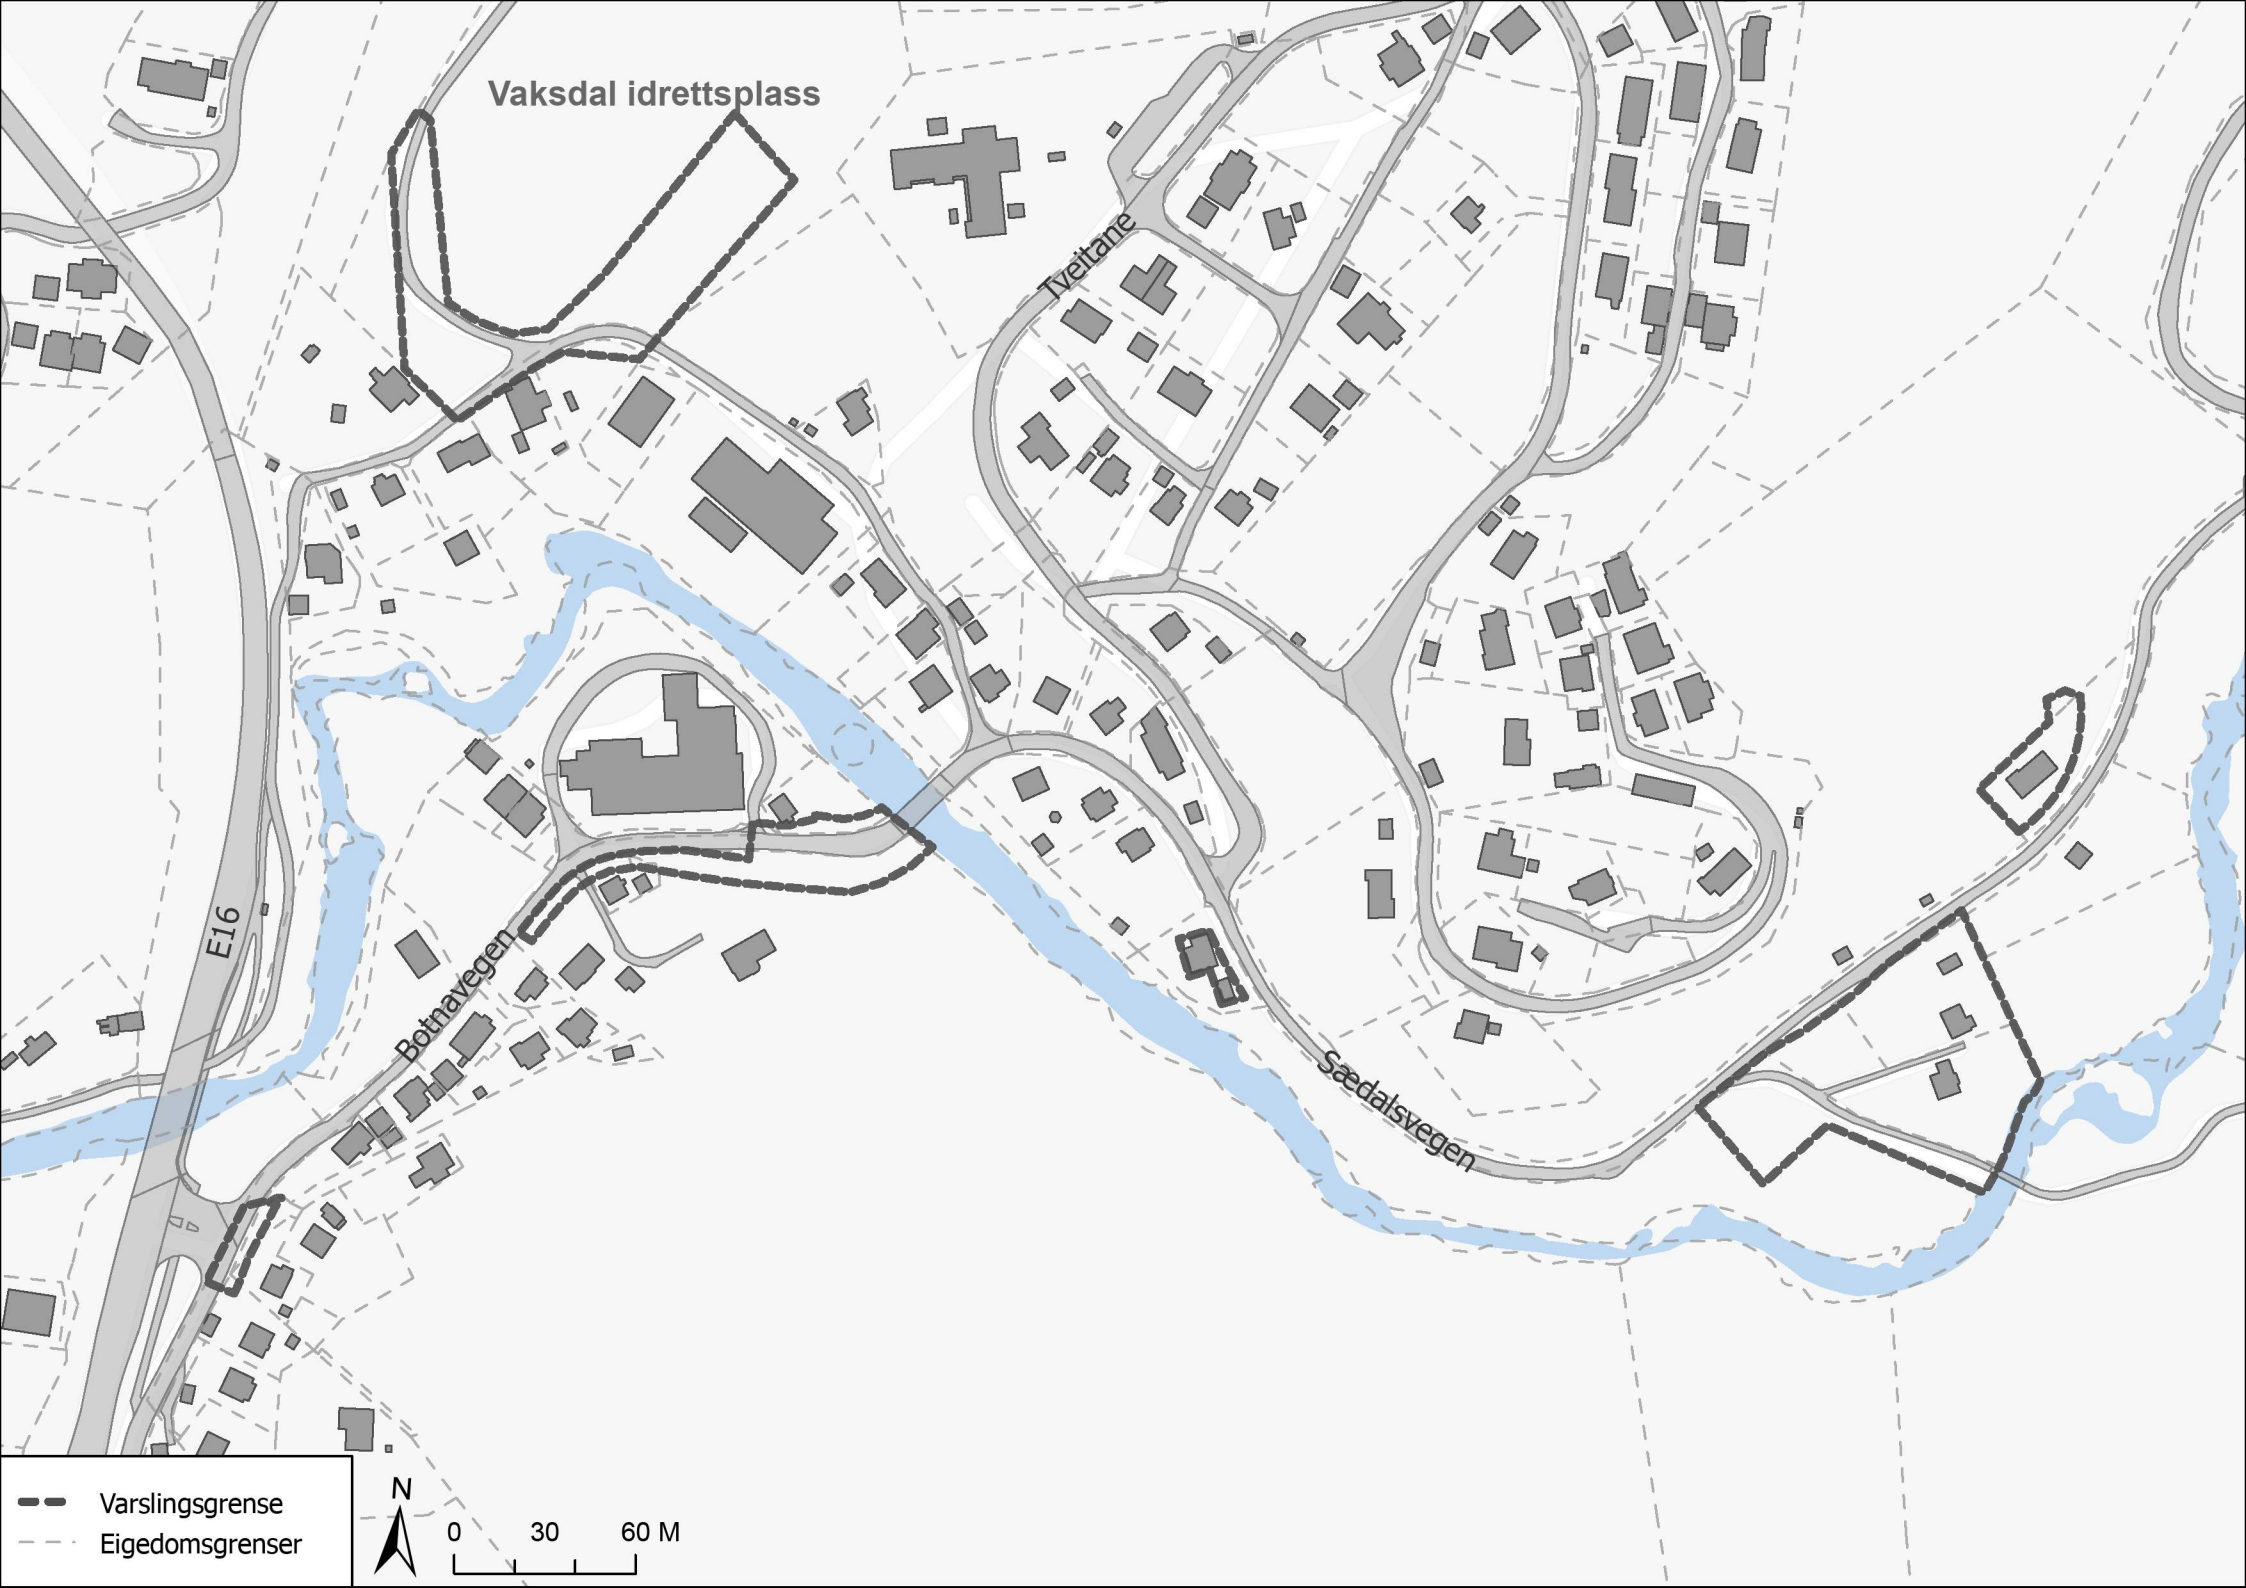 Vaksdal idrettsplass
Tveitane
E16
Botnavegen
Sædalsvegen
Varslingsgrense
Eigedomsgrenser
N
0 30 60 M